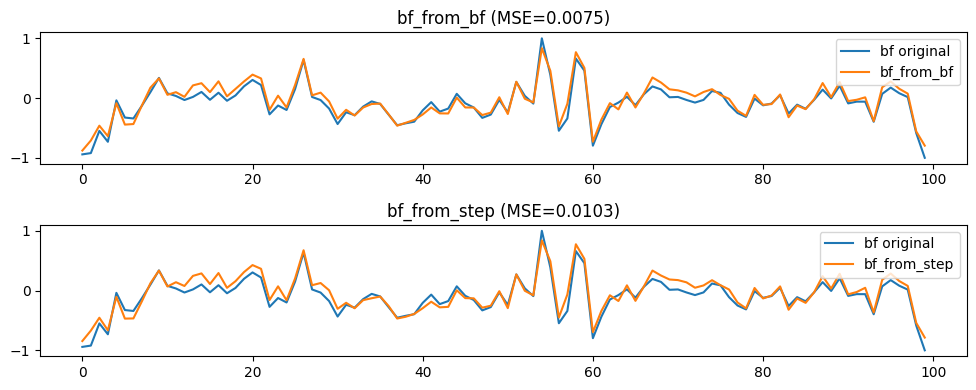 bf_from_bf (MSE=0.0075)
1
0
−1
bf original
bf_from_bf
0 20 40 60 80 100
bf_from_step (MSE=0.0103)
1
0
−1
bf original
bf_from_step
0 20 40 60 80 100